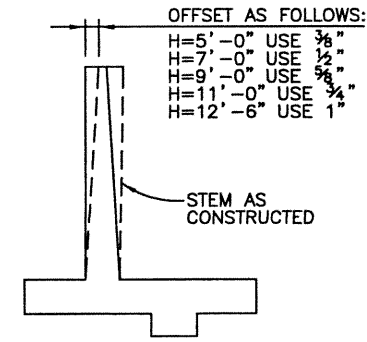 OFFSET AS FOLLOWS:
H=5'-0" USE 3/8"
H=7'-0" USE 1/2"
H=9'-0" USE 5/8"
H=11'-0" USE 3/4"
H=12'-6" USE 1"
STEM AS
CONSTRUCTED